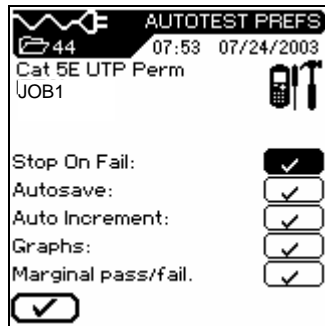 AUTOTEST PREFS
44 07:53 07/24/2003
Cat 5E UTP Perm
JOB1
Stop On Fail:
Autosave:
Auto Increment:
Graphs:
Marginal pass/fail.